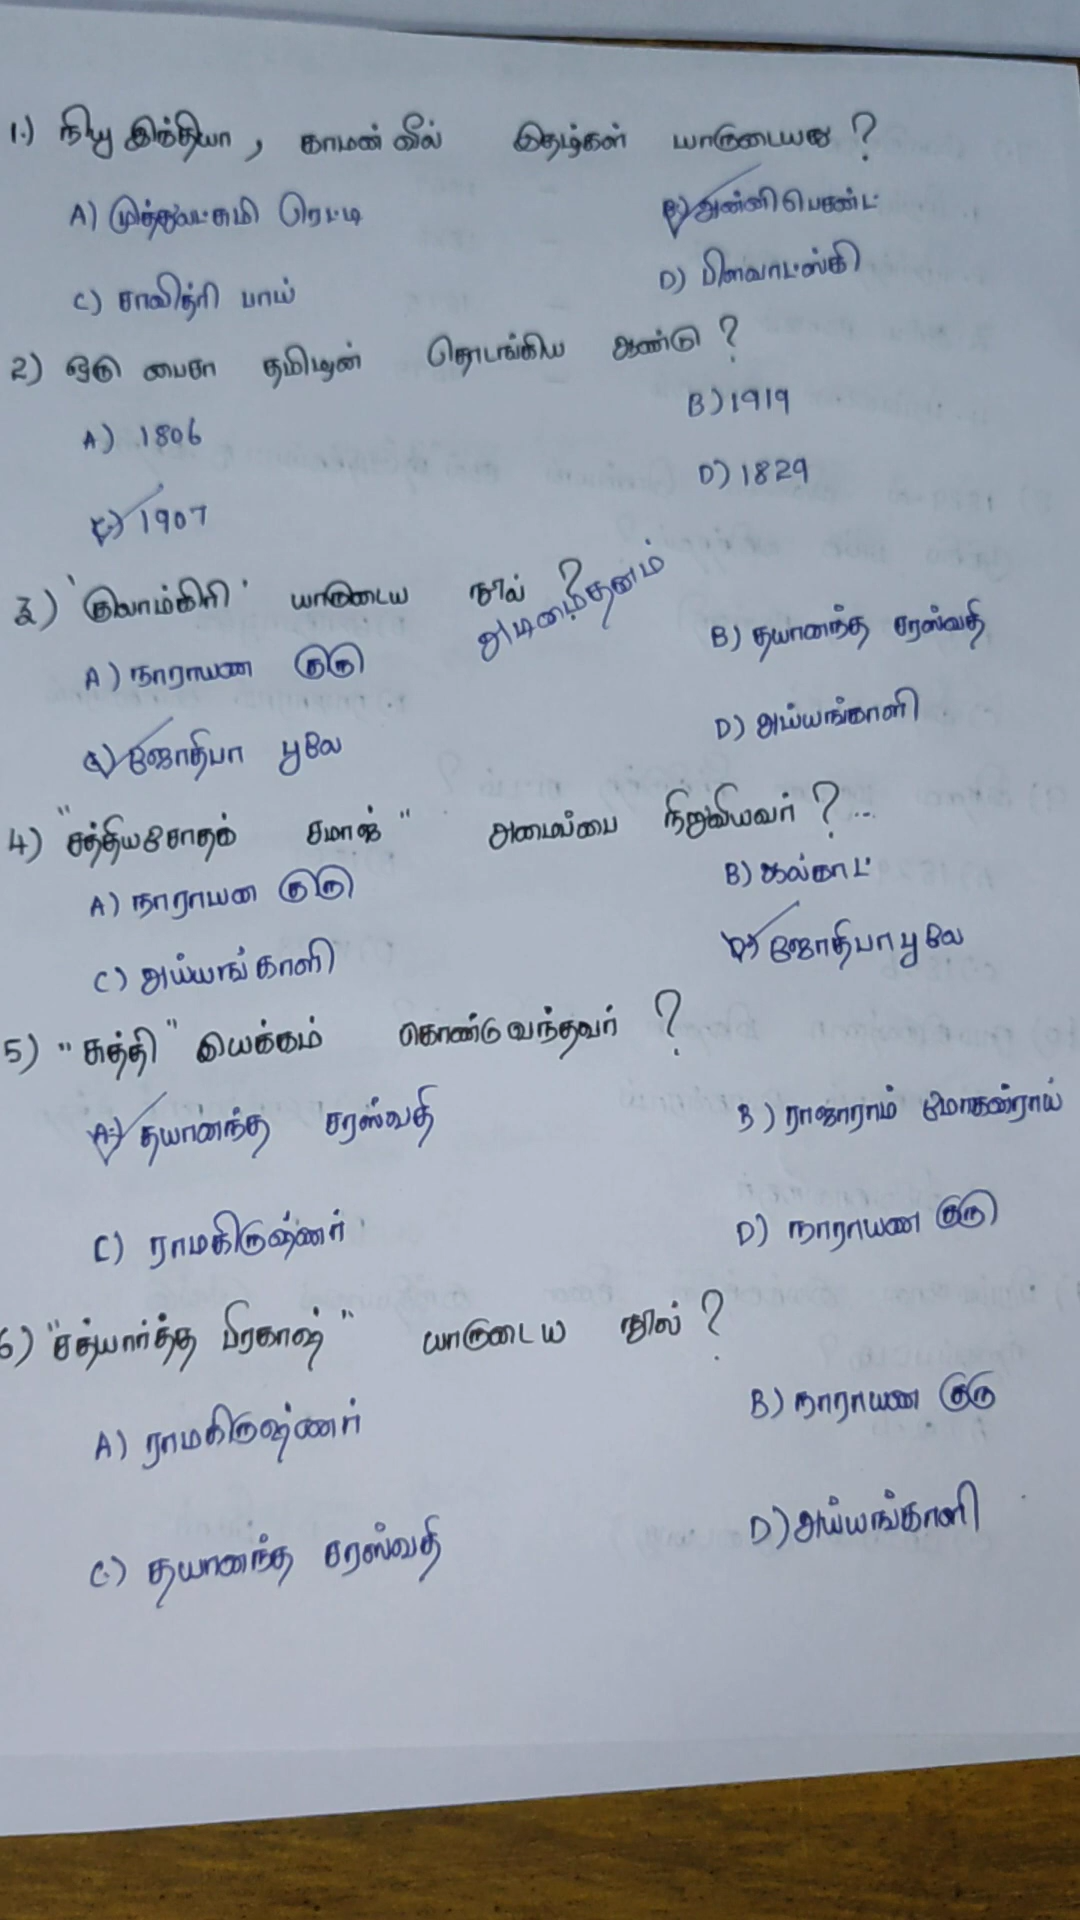 1.) நியூ இந்தியா , காமன் வீல் இதழ்கள் யாருடையது ?
A) முத்துலட்சுமி ரெட்டி B) அன்னிபெசண்ட்
C) சாவித்ரி பாய் D) பிளவாட்ஸ்கி
2) ஒரு பைசா தமிழன் தொடங்கிய ஆண்டு ?
A) 1806 B) 1919
C) 1907 D) 1829
3) 'குலாம்கிரி' யாருடைய நூல் ?
அடிமைதனம்
A) நாராயண குரு B) தயானந்த சரஸ்வதி
C) ஜோதிபா பூலே D) அய்யங்காளி
4) "சத்தியசோதக் சமாஜ்" அமைப்பை நிறுவியவர் ?
A) நாராயண குரு B) கல்காட்
C) அய்யங்காளி D) ஜோதிபாபூலே
5) "சுத்தி" இயக்கம் கொண்டுவந்தவர் ?
A) தயானந்த சரஸ்வதி B) ராஜாராம் மோகன்ராய்
C) ராமகிருஷ்ணர் D) நாராயண குரு
6) "சத்யார்த்த பிரகாஷ்" யாருடைய நூல் ?
A) ராமகிருஷ்ணர் B) நாராயண குரு
C) தயானந்த சரஸ்வதி D) அய்யங்காளி